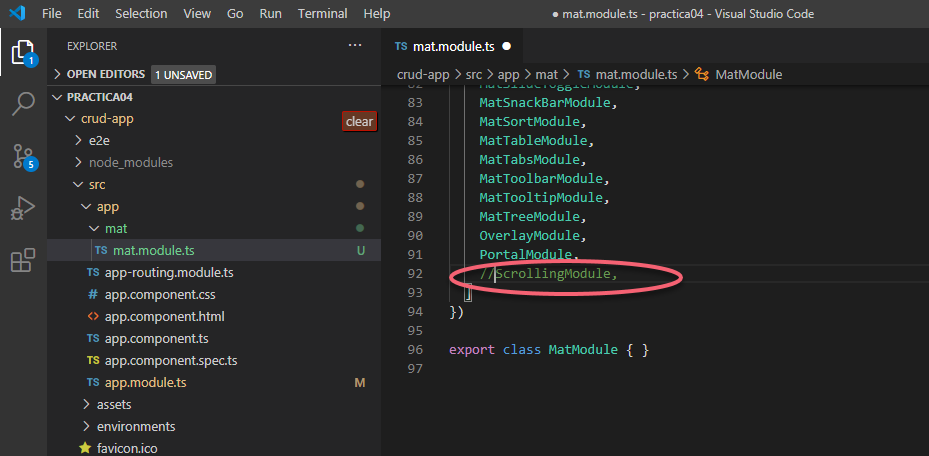 File Edit Selection View Go Run Terminal Help
● mat.module.ts - practica04 - Visual Studio Code
1
5
EXPLORER ...
OPEN EDITORS 1 UNSAVED
PRACTICA04
crud-app clear
e2e
node_modules
src
app
mat
TS mat.module.ts U
TS app-routing.module.ts
# app.component.css
<> app.component.html
TS app.component.ts
TS app.component.spec.ts
TS app.module.ts M
assets
environments
favicon.ico
TS mat.module.ts ●
crud-app > src > app > mat > TS mat.module.ts > MatModule
82 MatSlideToggleModule,
83 MatSnackBarModule,
84 MatSortModule,
85 MatTableModule,
86 MatTabsModule,
87 MatToolbarModule,
88 MatTooltipModule,
89 MatTreeModule,
90 OverlayModule,
91 PortalModule,
92 //ScrollingModule,
93 ]
94 })
95
96 export class MatModule { }
97